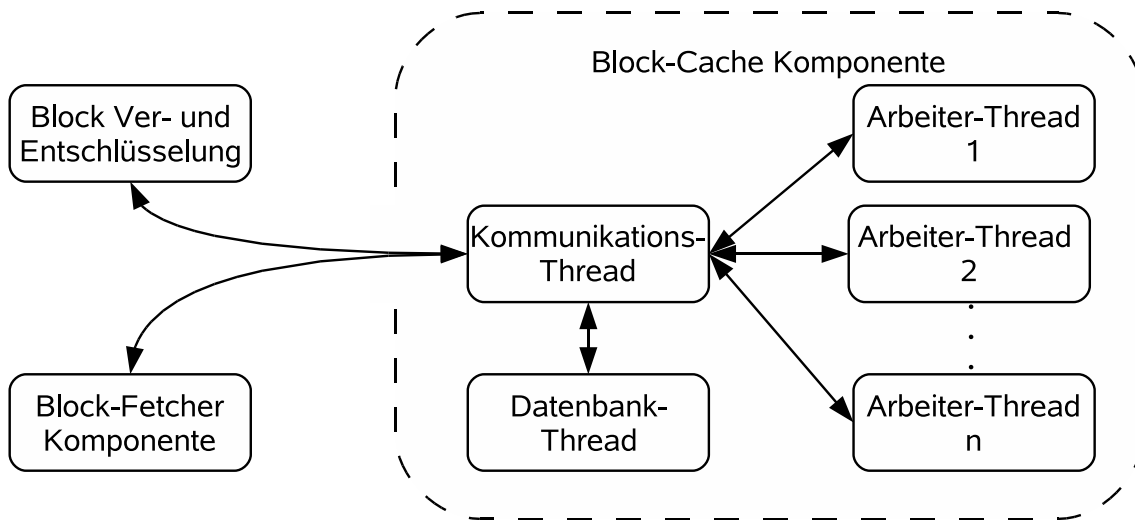 Block-Cache Komponente
Block Ver- und
Entschlüsselung
Arbeiter-Thread
1
Kommunikations-
Thread
Arbeiter-Thread
2
Block-Fetcher
Komponente
Datenbank-
Thread
Arbeiter-Thread
n